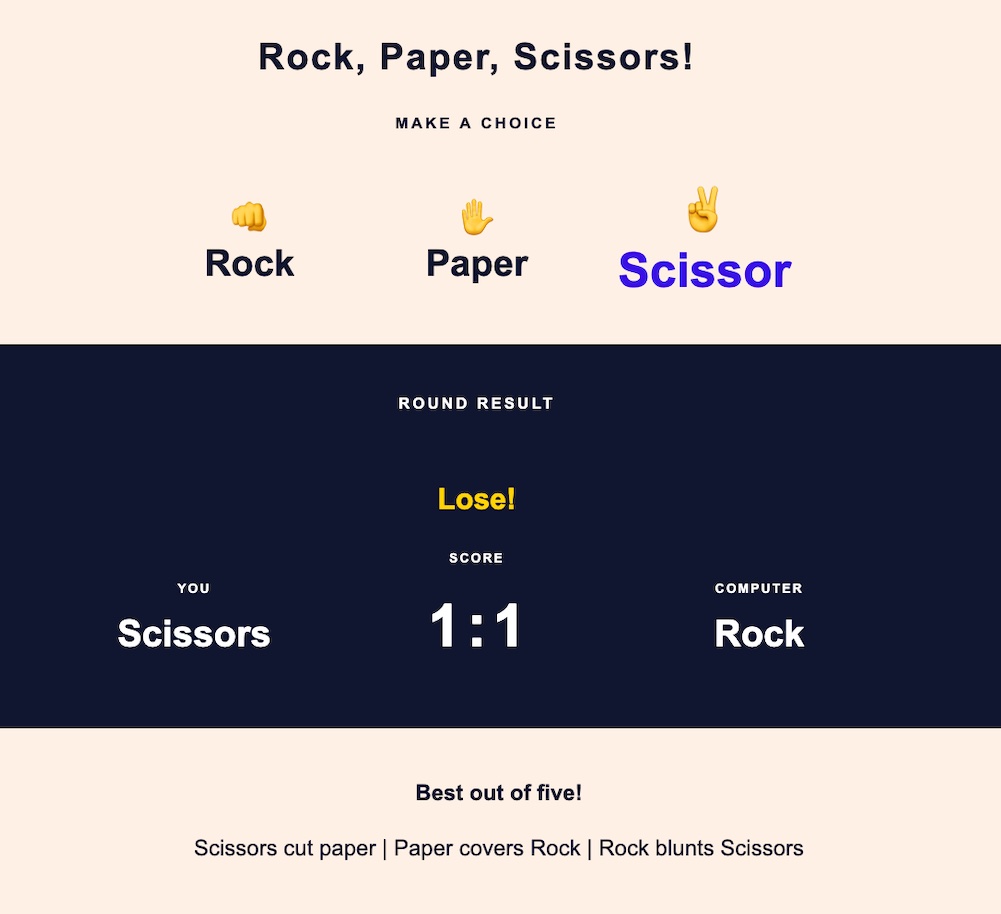 Rock, Paper, Scissors!
MAKE A CHOICE
Rock
Paper
Scissor
ROUND RESULT
Lose!
SCORE
YOU
COMPUTER
Scissors
1:1
Rock
Best out of five!
Scissors cut paper | Paper covers Rock | Rock blunts Scissors